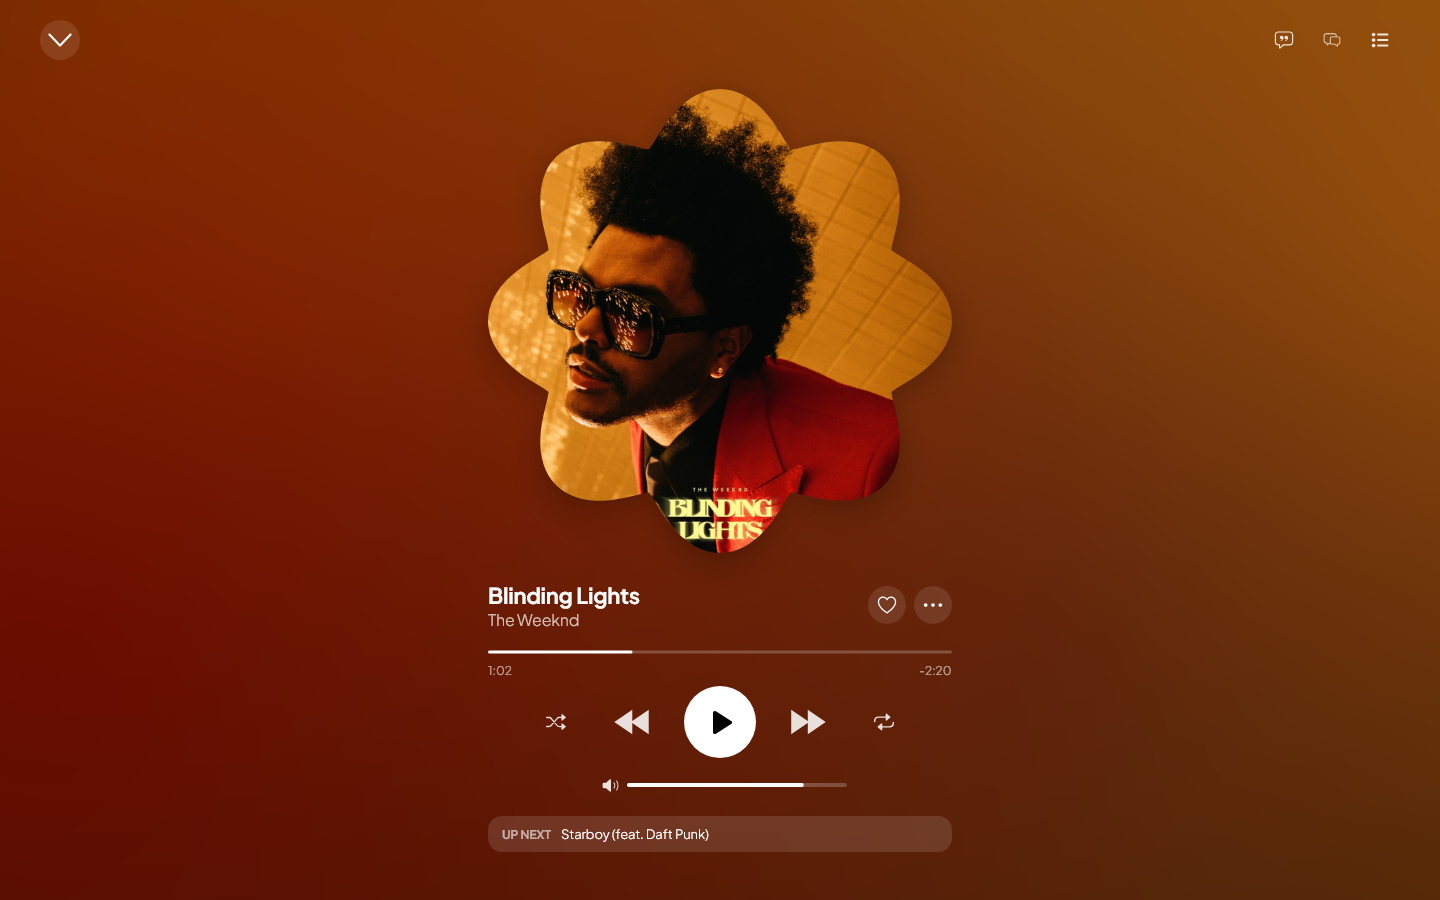 THE WEEKND
BLINDING
LIGHTS
Blinding Lights
The Weeknd
1:02
-2:20
UP NEXT Starboy (feat. Daft Punk)